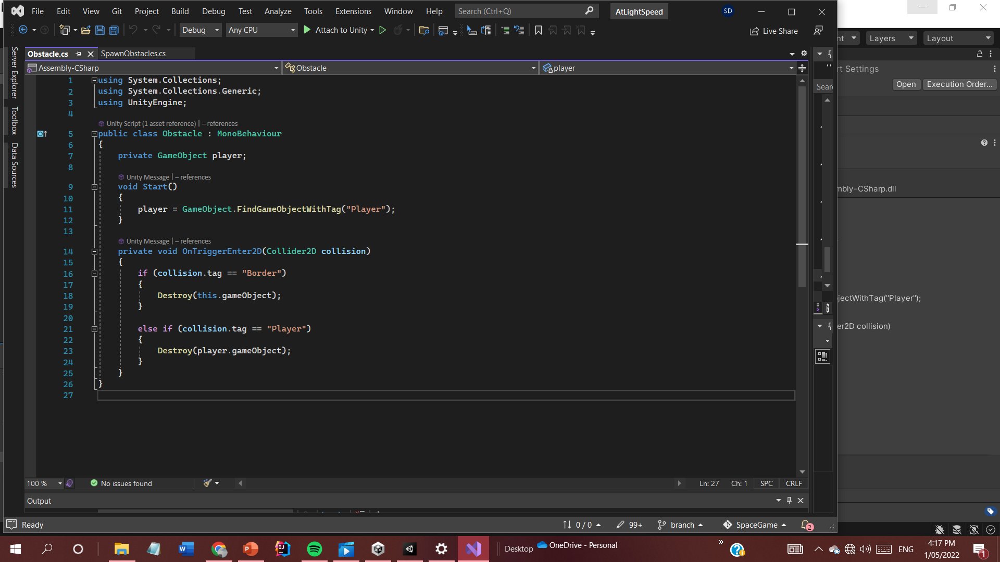 File Edit View Git Project Build Debug Test Analyze Tools Extensions Window Help Search (Ctrl+Q) AtLightSpeed SD
Debug Any CPU Attach to Unity Live Share
nt Layers Layout
Server Explorer
Toolbox
Data Sources
Obstacle.cs SpawnObstacles.cs
Assembly-CSharp Obstacle player
rt Settings
Open Execution Order...
Sear
1 using System.Collections;
2 using System.Collections.Generic;
3 using UnityEngine;
4
Unity Script (1 asset reference) | – references
5 public class Obstacle : MonoBehaviour
6 {
7 private GameObject player;
8
Unity Message | – references
9 void Start()
10 {
11 player = GameObject.FindGameObjectWithTag("Player");
12 }
13
Unity Message | – references
14 private void OnTriggerEnter2D(Collider2D collision)
15 {
16 if (collision.tag == "Border")
17 {
18 Destroy(this.gameObject);
19 }
20
21 else if (collision.tag == "Player")
22 {
23 Destroy(player.gameObject);
24 }
25 }
26 }
27
mbly-CSharp.dll
jectWithTag("Player");
er2D collision)
100 % No issues found Ln: 27 Ch: 1 SPC CRLF
Output
Ready 0 / 0 99+ branch SpaceGame 2
Desktop OneDrive - Personal ENG 4:17 PM
1/05/2022 1